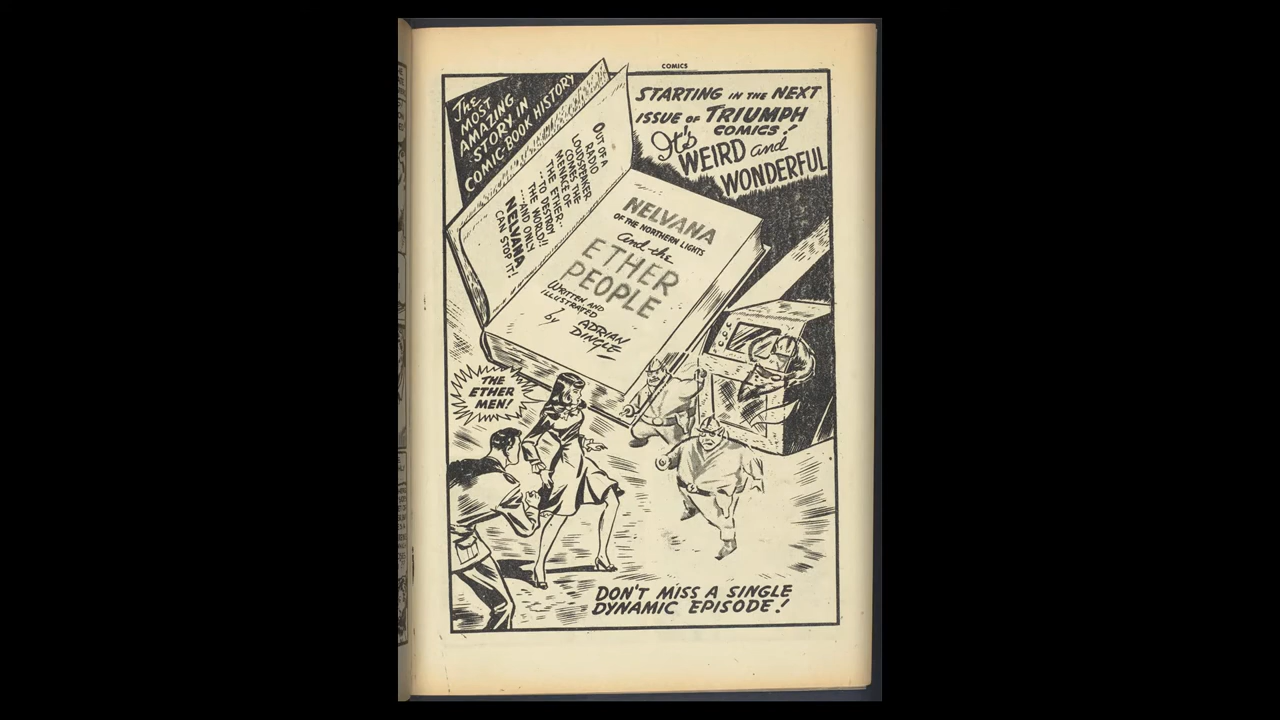 COMICS
The
MOST
AMAZING
STORY IN
COMIC-BOOK HISTORY
STARTING IN THE NEXT
ISSUE OF TRIUMPH
COMICS!
It's
WEIRD and
WONDERFUL
OUT OF A
RADIO
LOUDSPEAKER
COMES THE
MENACE OF
THE ETHER...
...TO DESTROY
THE WORLD!!
...AND ONLY
NELVANA
CAN STOP IT!
NELVANA
OF THE NORTHERN LIGHTS
and the
ETHER
PEOPLE
WRITTEN AND
ILLUSTRATED
by ADRIAN
DINGLE
THE
ETHER
MEN!
DON'T MISS A SINGLE
DYNAMIC EPISODE!